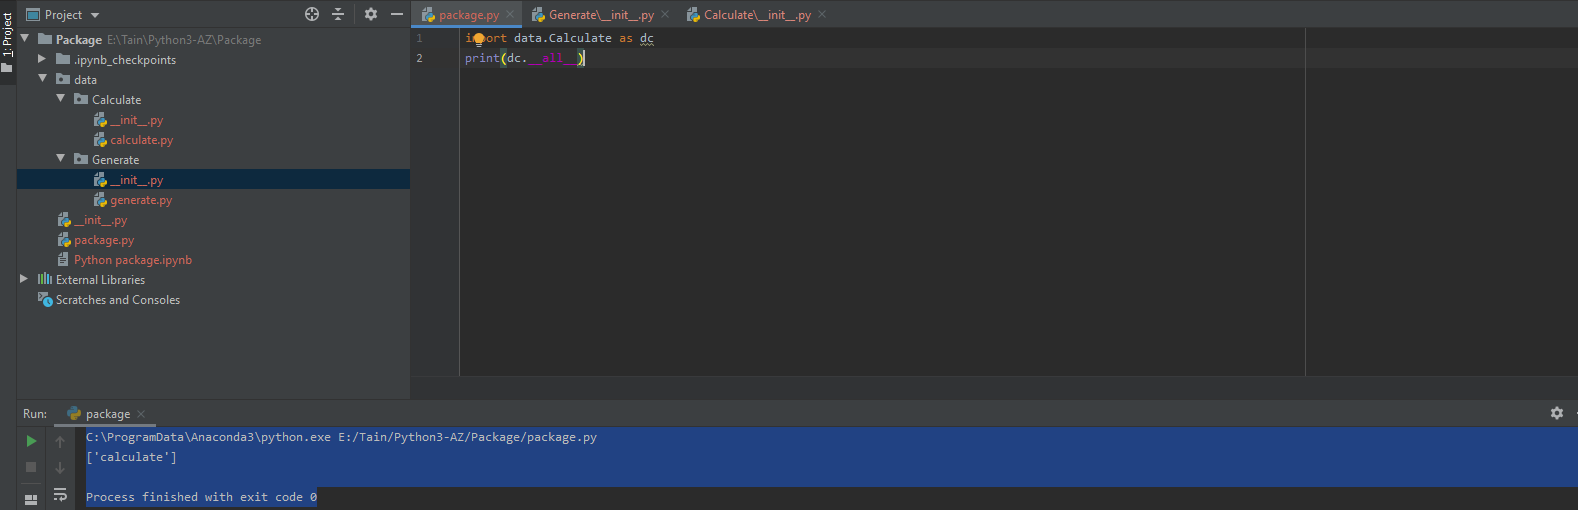 1: Project
Project
Package E:\Tain\Python3-AZ\Package
.ipynb_checkpoints
data
Calculate
__init__.py
calculate.py
Generate
__init__.py
generate.py
__init__.py
package.py
Python package.ipynb
External Libraries
Scratches and Consoles
package.py Generate\__init__.py Calculate\__init__.py
1 import data.Calculate as dc
2 print(dc.__all__)
Run: package
C:\ProgramData\Anaconda3\python.exe E:/Tain/Python3-AZ/Package/package.py
['calculate']
Process finished with exit code 0